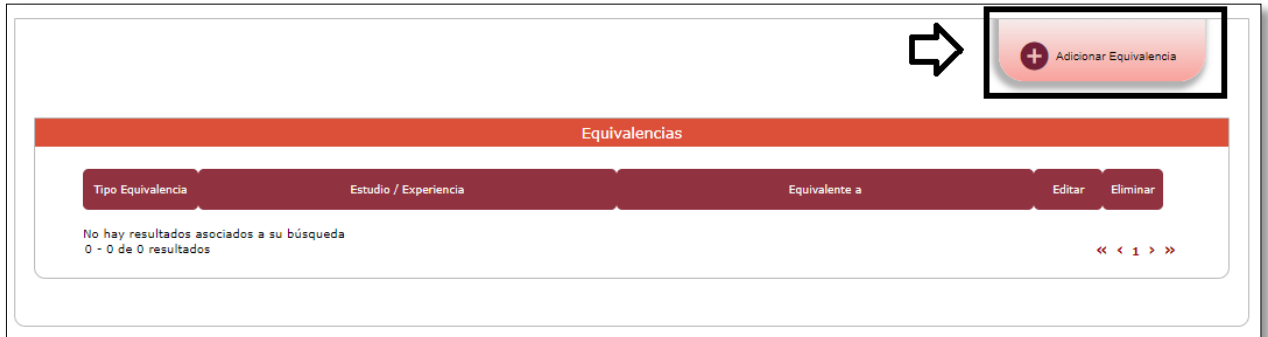 Adicionar Equivalencia
Equivalencias
Tipo Equivalencia Estudio / Experiencia Equivalente a Editar Eliminar
No hay resultados asociados a su búsqueda
0 - 0 de 0 resultados
« < 1 > »